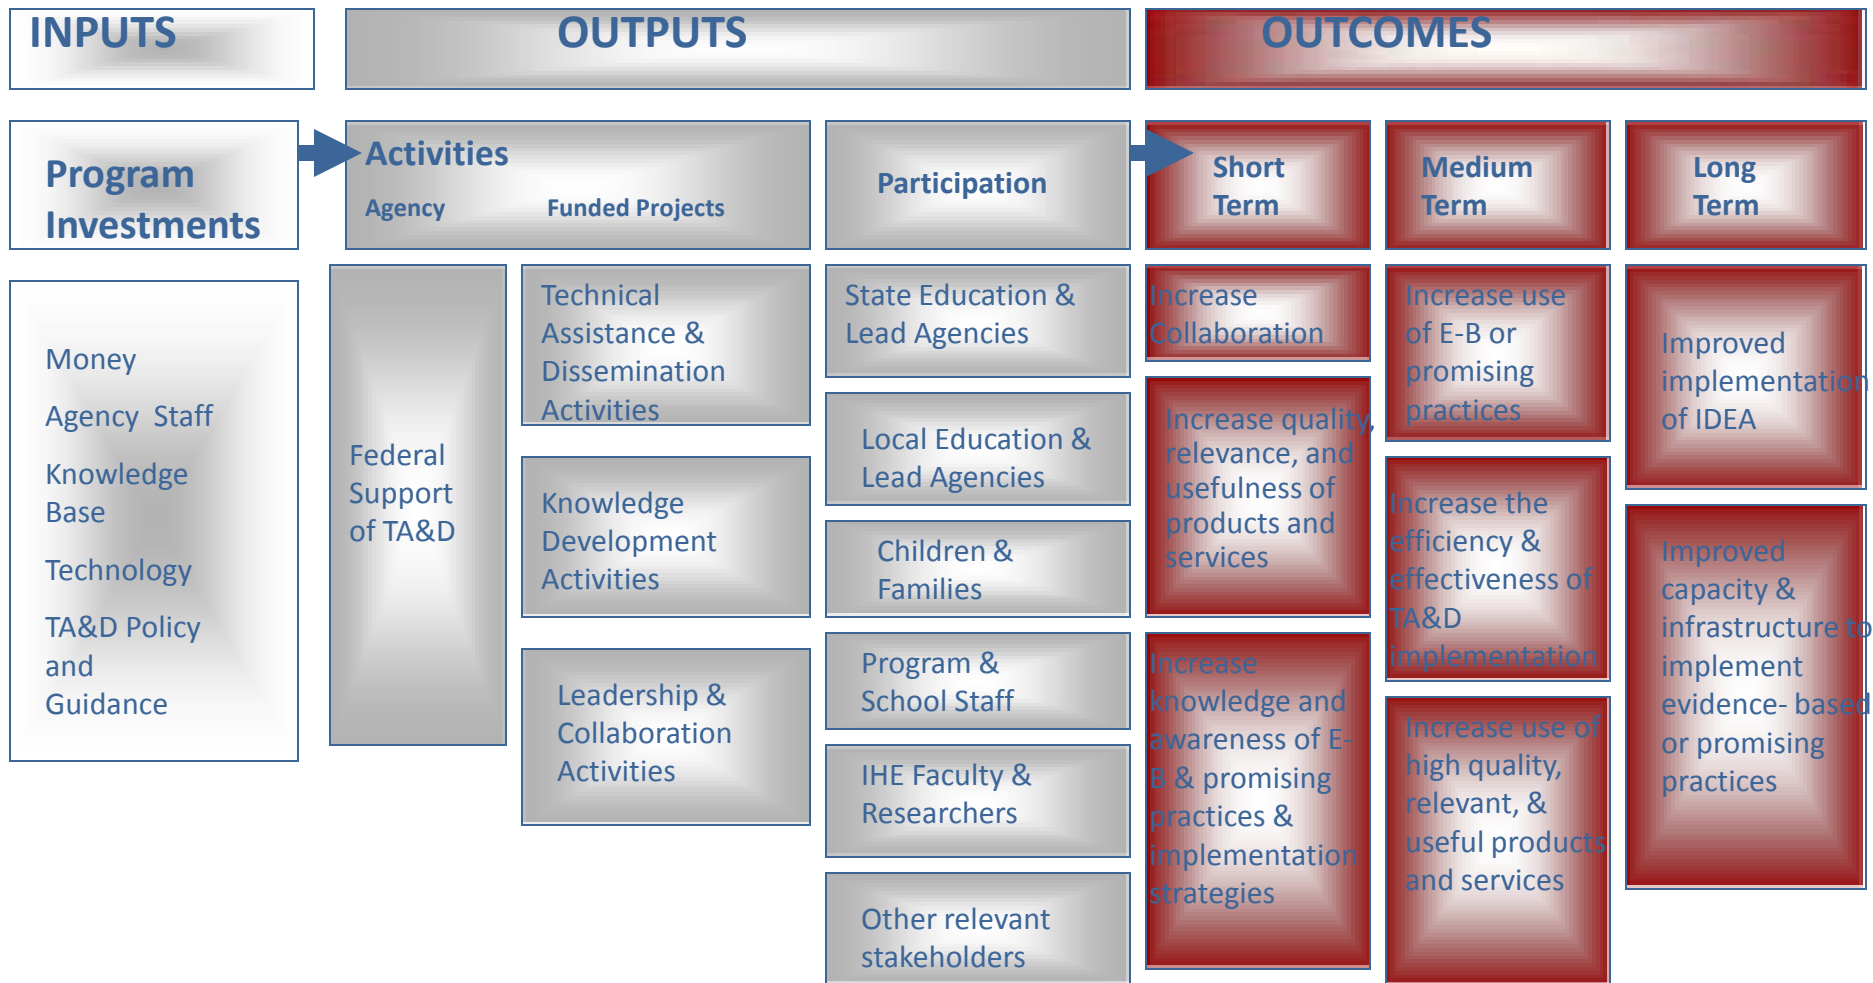 INPUTS
OUTPUTS
OUTCOMES
Program
Investments
Activities
Agency
Funded Projects
Participation
Short
Term
Medium
Term
Long
Term
Money
Agency Staff
Knowledge
Base
Technology
TA&D Policy
and
Guidance
Federal
Support
of TA&D
Technical
Assistance &
Dissemination
Activities
Knowledge
Development
Activities
Leadership &
Collaboration
Activities
State Education &
Lead Agencies
Local Education &
Lead Agencies
Children &
Families
Program &
School Staff
IHE Faculty &
Researchers
Other relevant
stakeholders
Increase
Collaboration
Increase quality,
relevance, and
usefulness of
products and
services
Increase
knowledge and
awareness of E-
B & promising
practices &
implementation
strategies
Increase use
of E-B or
promising
practices
Increase the
efficiency &
effectiveness of
TA&D
implementation
Increase use of
high quality,
relevant, &
useful products
and services
Improved
implementation
of IDEA
Improved
capacity &
infrastructure to
implement
evidence- based
or promising
practices